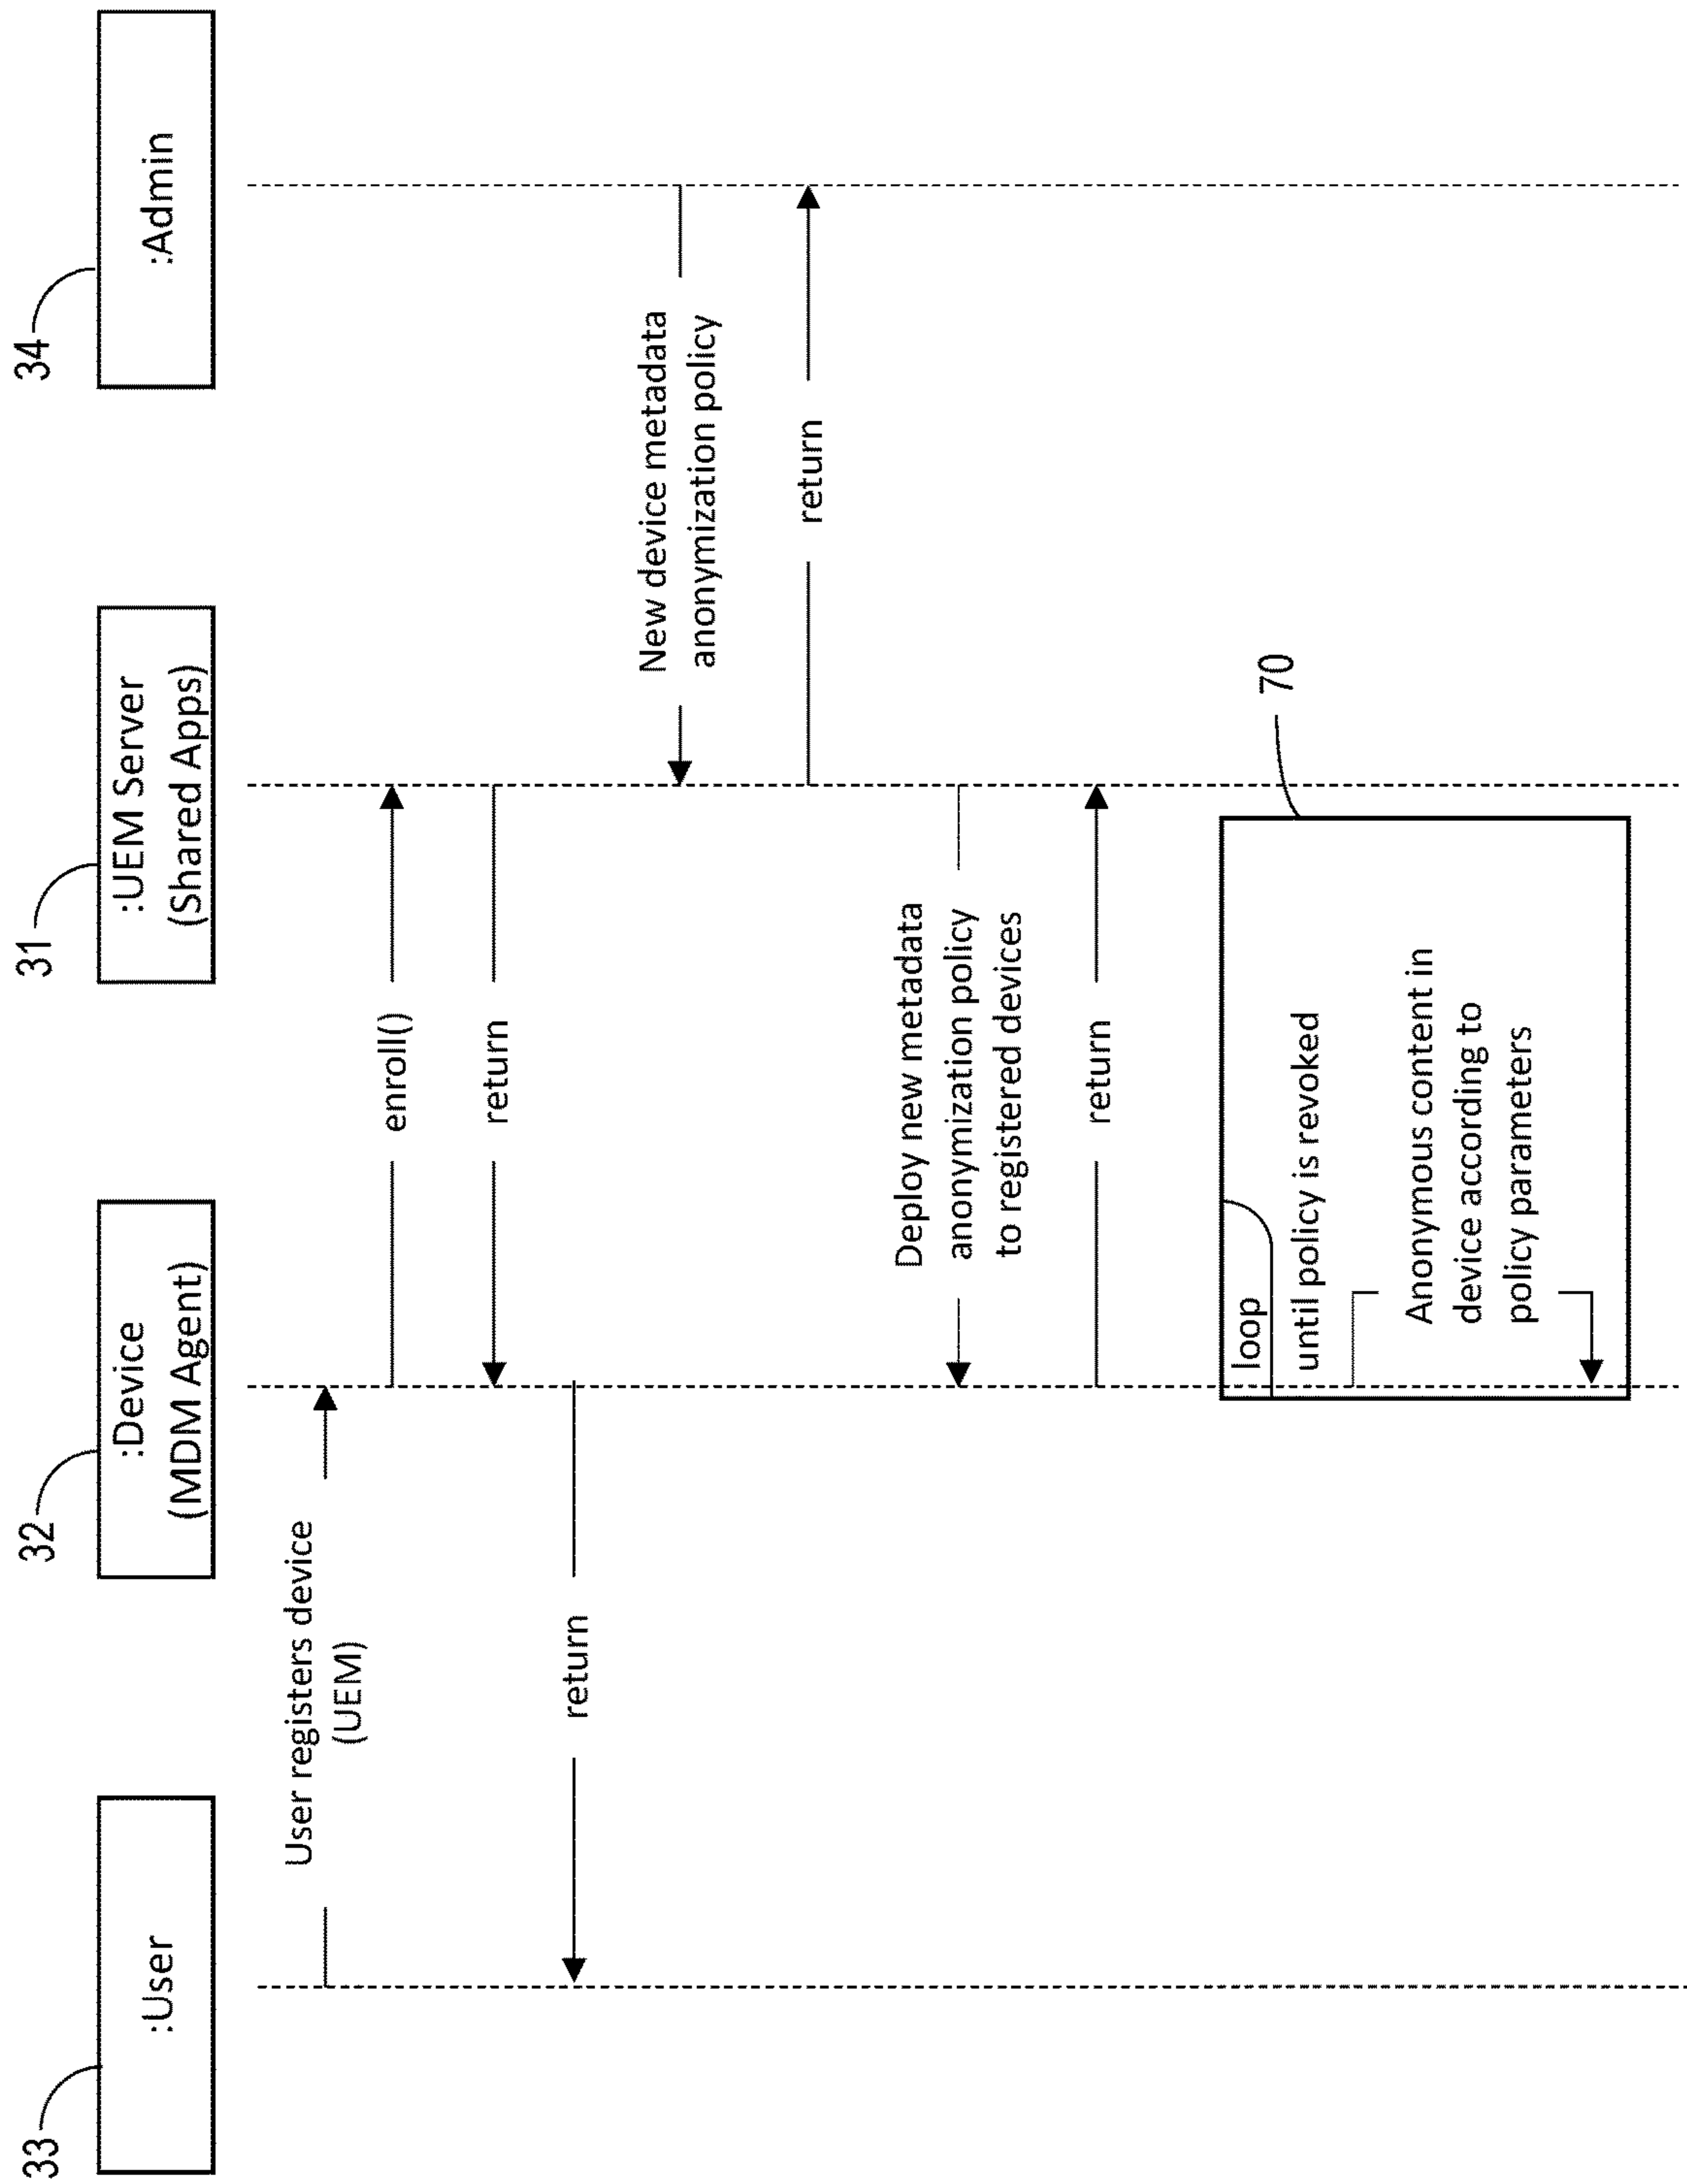 33
32
31
34
:User
:Device
(MDM Agent)
:UEM Server
(Shared Apps)
:Admin
User registers device
(UEM)
enroll()
return
return
New device metadata
anonymization policy
return
Deploy new metadata
anonymization policy
to registered devices
return
70
loop
until policy is revoked
Anonymous content in
device according to
policy parameters